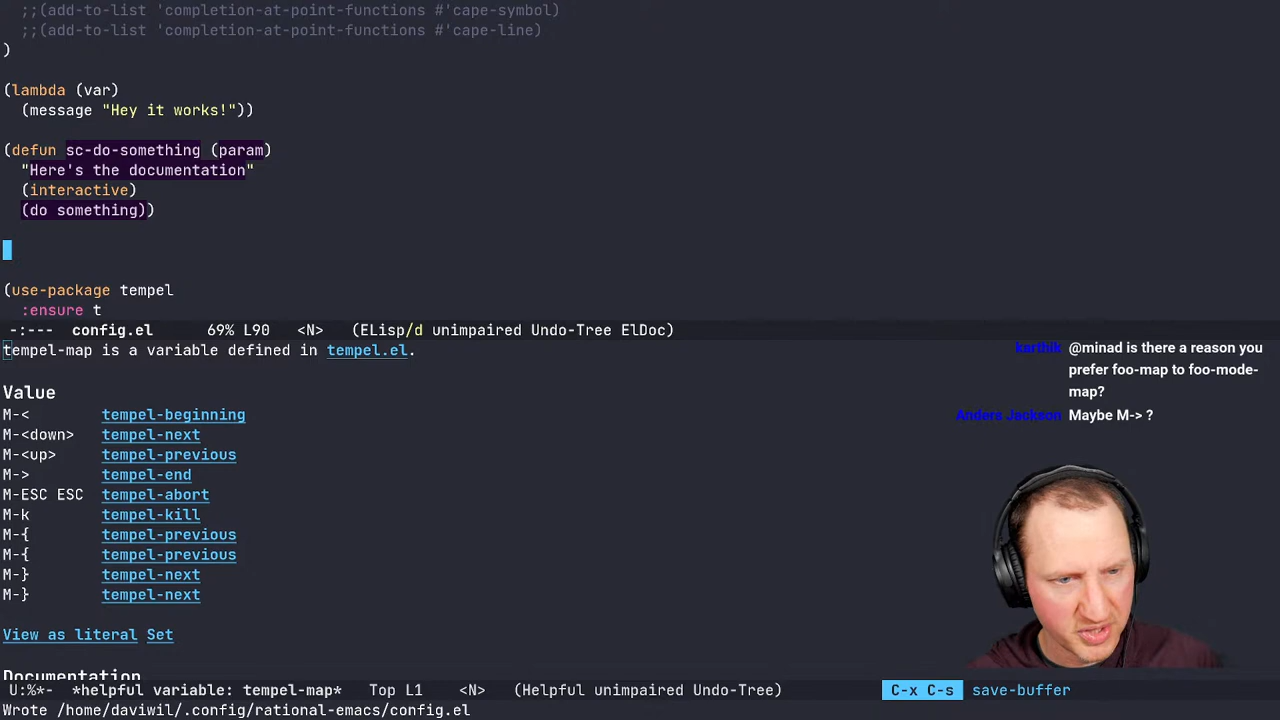 ;;(add-to-list 'completion-at-point-functions #'cape-symbol)
;;(add-to-list 'completion-at-point-functions #'cape-line)
)
(lambda (var)
(message "Hey it works!"))
(defun sc-do-something (param)
"Here's the documentation"
(interactive)
(do something))
(use-package tempel
:ensure t
-:--- config.el 69% L90 <N> (ELisp/d unimpaired Undo-Tree ElDoc)
tempel-map is a variable defined in tempel.el.
Value
M-< tempel-beginning
M-<down> tempel-next
M-<up> tempel-previous
M-> tempel-end
M-ESC ESC tempel-abort
M-k tempel-kill
M-{ tempel-previous
M-{ tempel-previous
M-} tempel-next
M-} tempel-next
View as literal Set
Documentation
karthik @minad is there a reason you
prefer foo-map to foo-mode-
map?
Anders Jackson Maybe M-> ?
U:%*- *helpful variable: tempel-map* Top L1 <N> (Helpful unimpaired Undo-Tree)
C-x C-s save-buffer
Wrote /home/daviwil/.config/rational-emacs/config.el